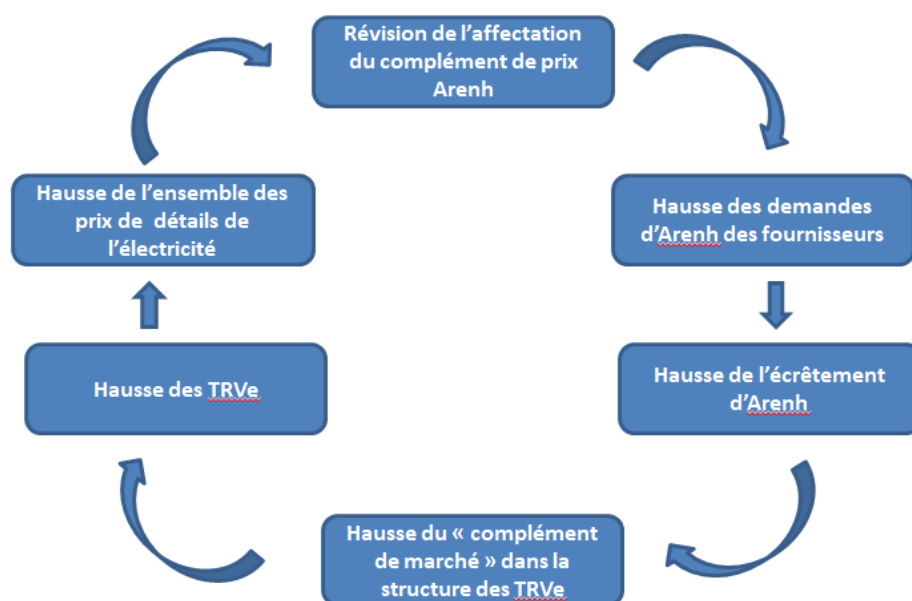 Révision de l’affectation
du complément de prix
Arenh
Hausse des demandes
d’Arenh des fournisseurs
Hausse de l’écrêtement
d’Arenh
Hausse du « complément
de marché » dans la
structure des TRVe
Hausse des TRVe
Hausse de l’ensemble des
prix de détails de
l’électricité